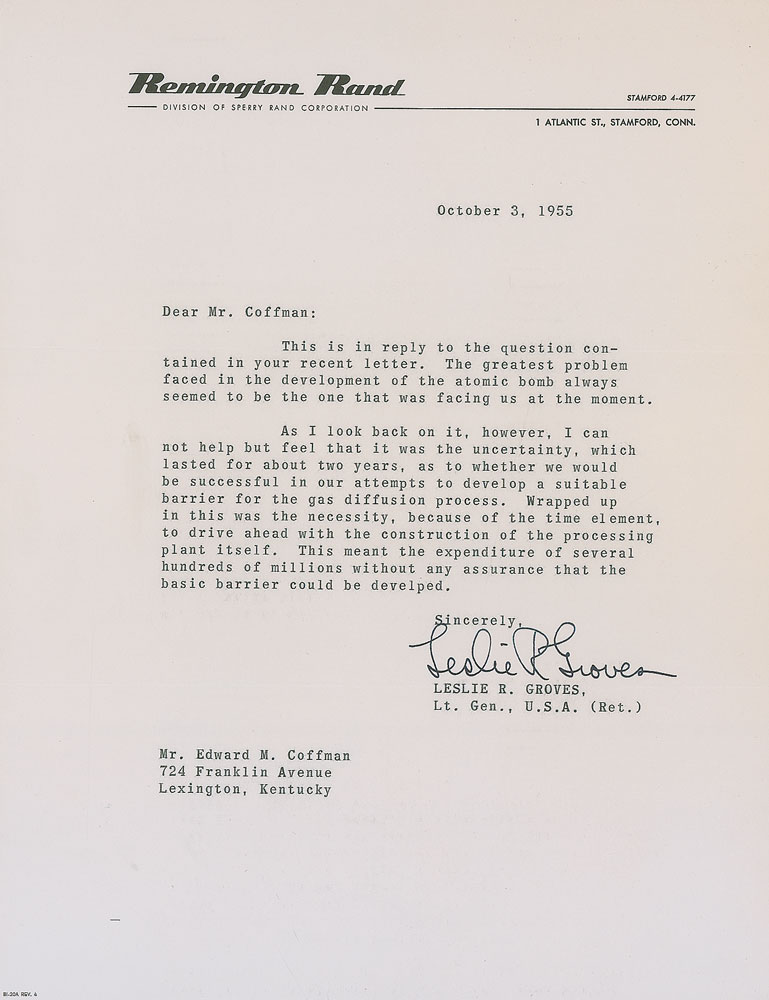 Remington Rand
DIVISION OF SPERRY RAND CORPORATION
STAMFORD 4-4177
1 ATLANTIC ST., STAMFORD, CONN.
October 3, 1955
Dear Mr. Coffman:
This is in reply to the question con-
tained in your recent letter. The greatest problem
faced in the development of the atomic bomb always
seemed to be the one that was facing us at the moment.
As I look back on it, however, I can
not help but feel that it was the uncertainty, which
lasted for about two years, as to whether we would
be successful in our attempts to develop a suitable
barrier for the gas diffusion process. Wrapped up
in this was the necessity, because of the time element,
to drive ahead with the construction of the processing
plant itself. This meant the expenditure of several
hundreds of millions without any assurance that the
basic barrier could be develped.
Sincerely,
Leslie R Groves
LESLIE R. GROVES,
Lt. Gen., U.S.A. (Ret.)
Mr. Edward M. Coffman
724 Franklin Avenue
Lexington, Kentucky
REV. 6